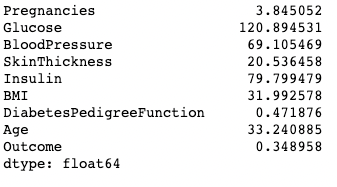 Pregnancies 3.845052
Glucose 120.894531
BloodPressure 69.105469
SkinThickness 20.536458
Insulin 79.799479
BMI 31.992578
DiabetesPedigreeFunction 0.471876
Age 33.240885
Outcome 0.348958
dtype: float64